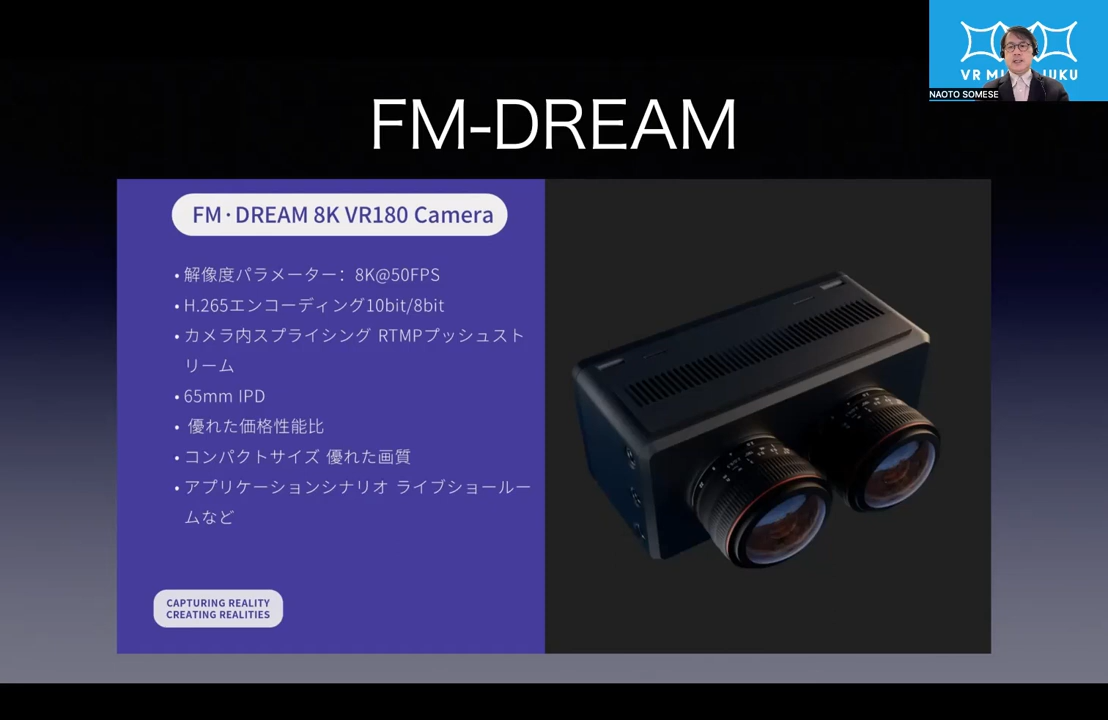 FM-DREAM
FM·DREAM 8K VR180 Camera
• 解像度パラメーター：8K@50FPS
• H.265エンコーディング10bit/8bit
• カメラ内スプライシング RTMPプッシュスト
リーム
• 65mm IPD
• 優れた価格性能比
• コンパクトサイズ 優れた画質
• アプリケーションシナリオ ライブショールー
ムなど
CAPTURING REALITY
CREATING REALITIES
NAOTO SOMESE